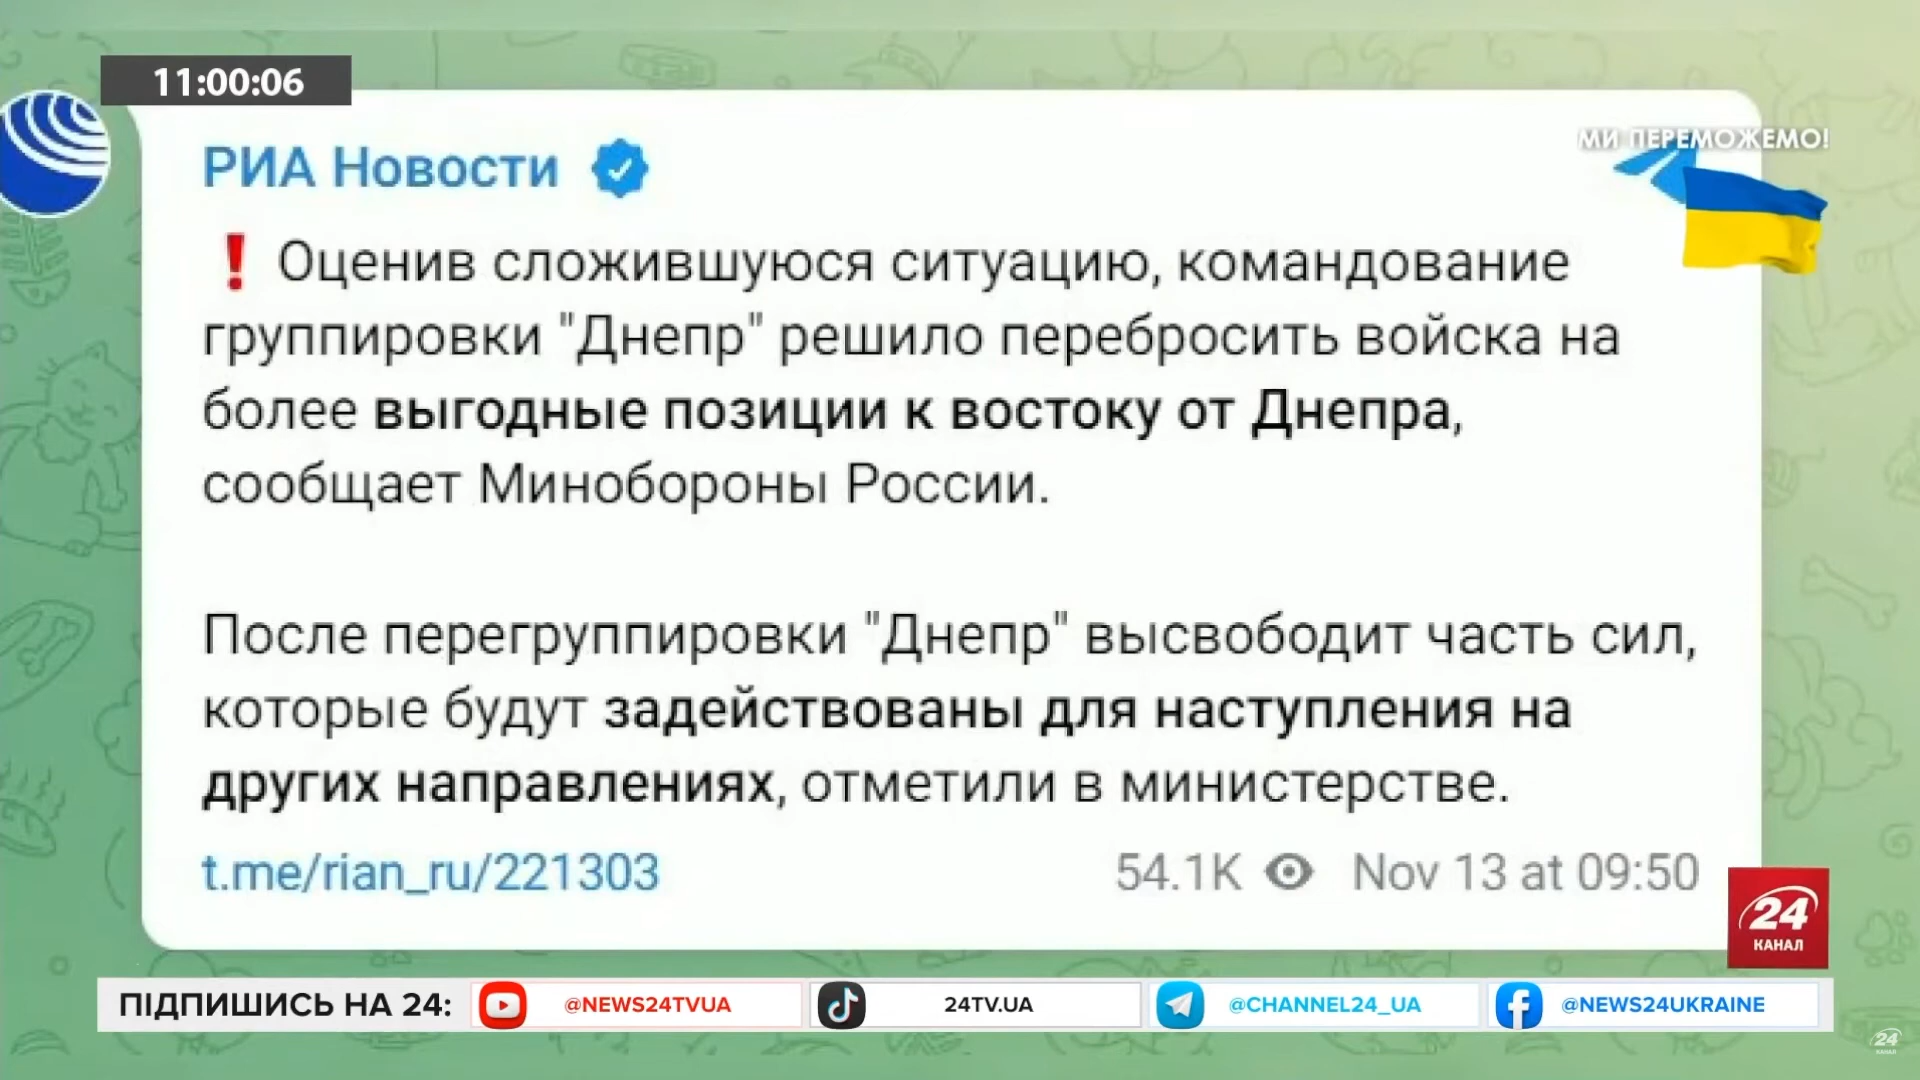 11:00:06
МИ ПЕРЕМОЖЕМО!
РИА Новости
❗ Оценив сложившуюся ситуацию, командование
группировки "Днепр" решило перебросить войска на
более выгодные позиции к востоку от Днепра,
сообщает Минобороны России.
После перегруппировки "Днепр" высвободит часть сил,
которые будут задействованы для наступления на
других направлениях, отметили в министерстве.
t.me/rian_ru/221303 54.1K Nov 13 at 09:50
24
КАНАЛ
ПІДПИШИСЬ НА 24: @NEWS24TVUA 24TV.UA @CHANNEL24_UA @NEWS24UKRAINE
24
КАНАЛ